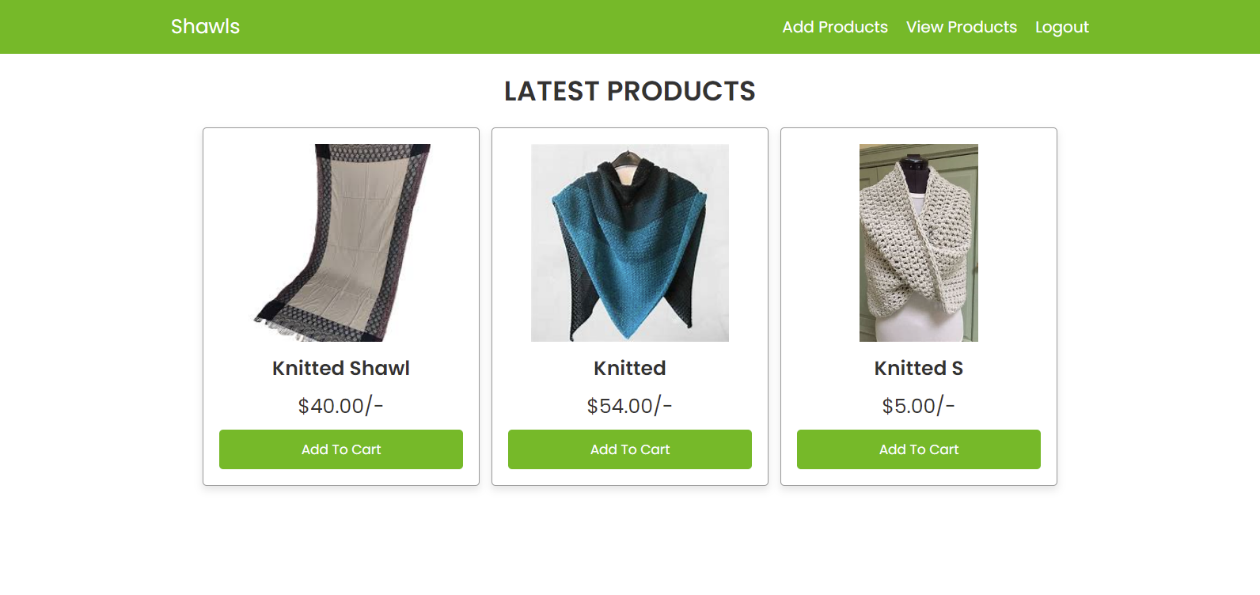 Shawls
Add Products View Products Logout
LATEST PRODUCTS
Knitted Shawl
$40.00/-
Add To Cart
Knitted
$54.00/-
Add To Cart
Knitted S
$5.00/-
Add To Cart